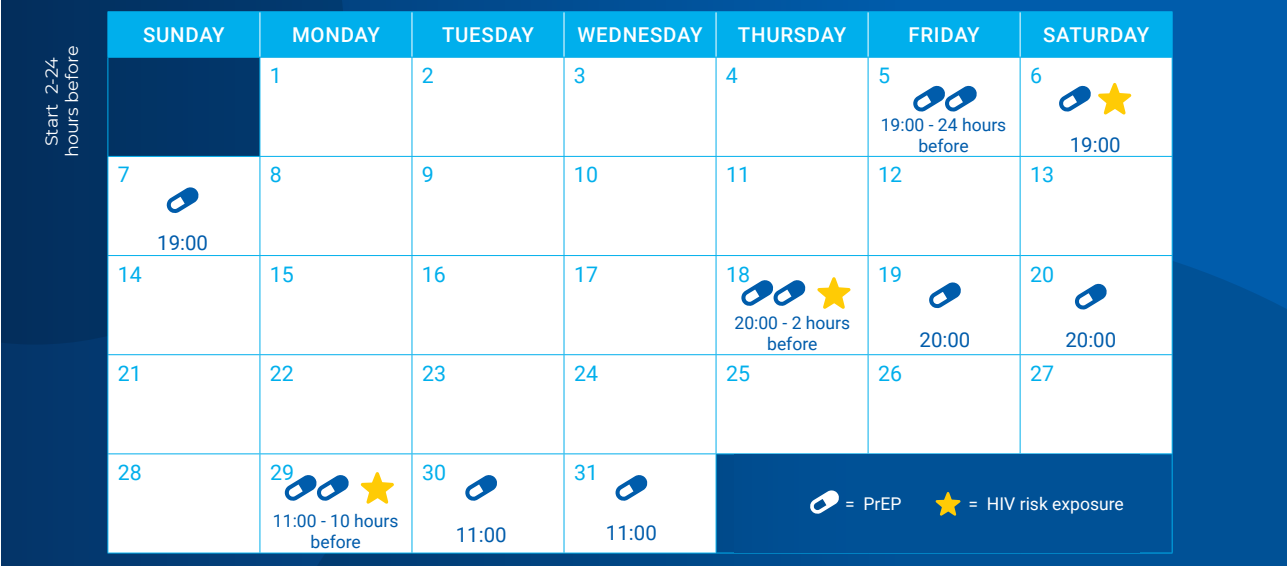 Start 2-24
hours before
SUNDAY MONDAY TUESDAY WEDNESDAY THURSDAY FRIDAY SATURDAY
1 2 3 4 5 6
19:00 - 24 hours
before
19:00
7 8 9 10 11 12 13
19:00
14 15 16 17 18 19 20
20:00 - 2 hours
before
20:00
20:00
21 22 23 24 25 26 27
28 29 30 31
11:00 - 10 hours
before
11:00
11:00
= PrEP
= HIV risk exposure